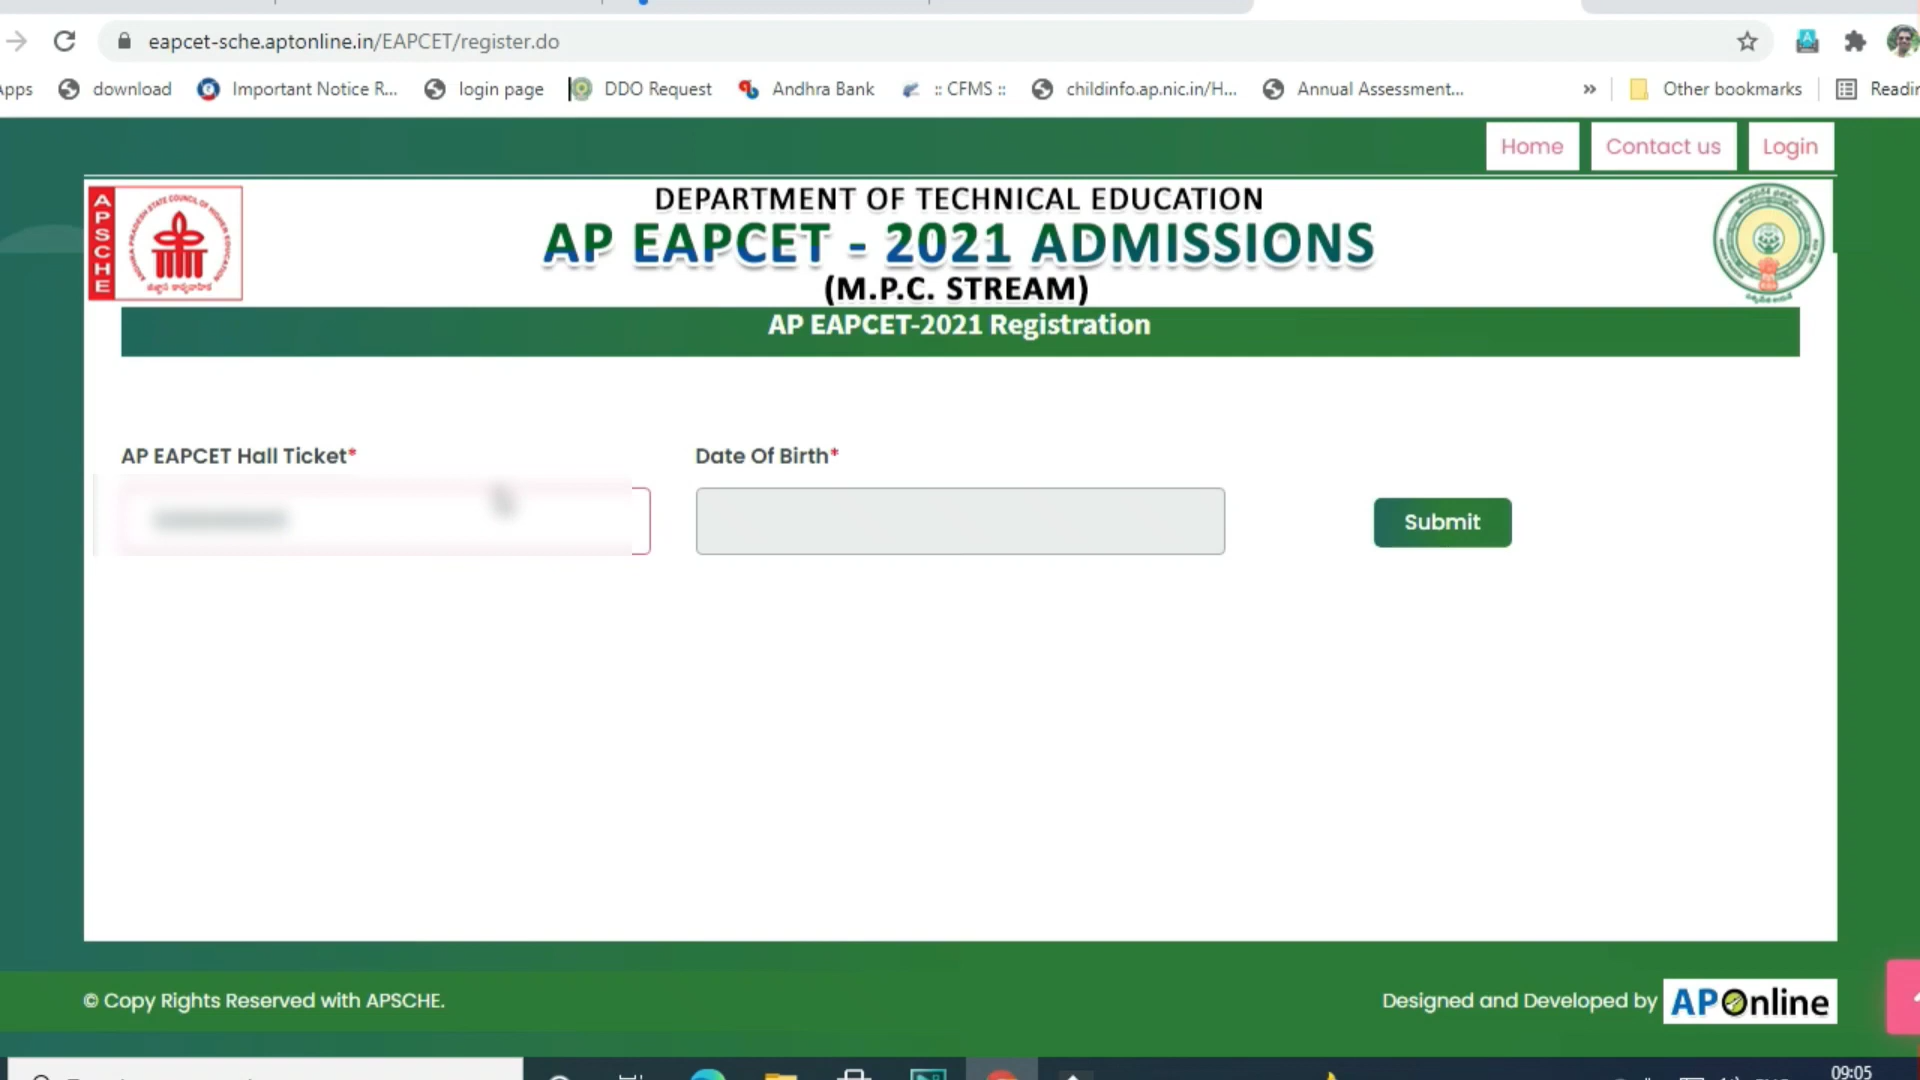 eapcet-sche.aptonline.in/EAPCET/register.do
download
Important Notice R...
login page
DDO Request
Andhra Bank
:: CFMS ::
childinfo.ap.nic.in/H...
Annual Assessment...
»
Other bookmarks
Home
Contact us
Login
APSCHE
DEPARTMENT OF TECHNICAL EDUCATION
AP EAPCET - 2021 ADMISSIONS
(M.P.C. STREAM)
AP EAPCET-2021 Registration
AP EAPCET Hall Ticket*
Date Of Birth*
Submit
© Copy Rights Reserved with APSCHE.
Designed and Developed by APOnline
09:05